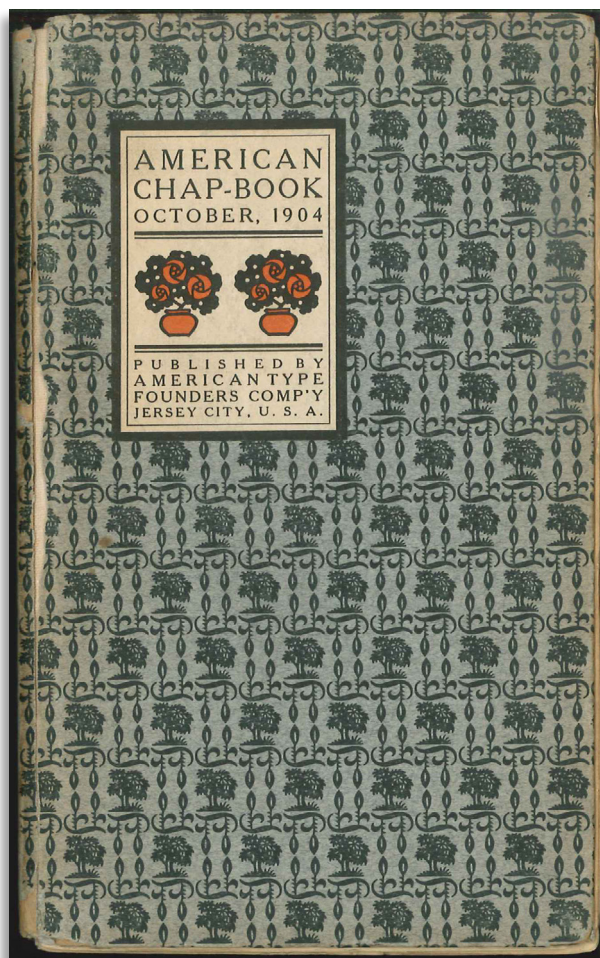 AMERICAN
CHAP-BOOK
OCTOBER, 1904
PUBLISHED BY
AMERICAN TYPE
FOUNDERS COMP'Y
JERSEY CITY, U. S. A.